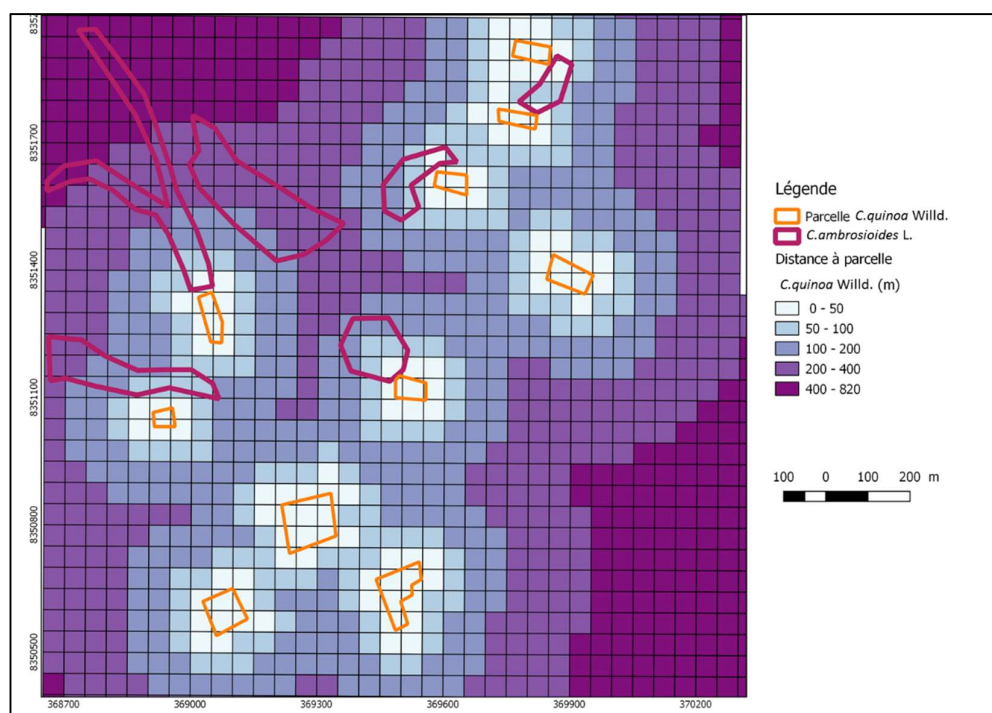 835
8351700
8351400
8351100
8350800
8350500
368700 369000 369300 369600 369900 370200
Légende
Parcelle C.quinoa Willd.
C.ambrosioides L.
Distance à parcelle
C.quinoa Willd. (m)
0 - 50
50 - 100
100 - 200
200 - 400
400 - 820
100 0 100 200 m